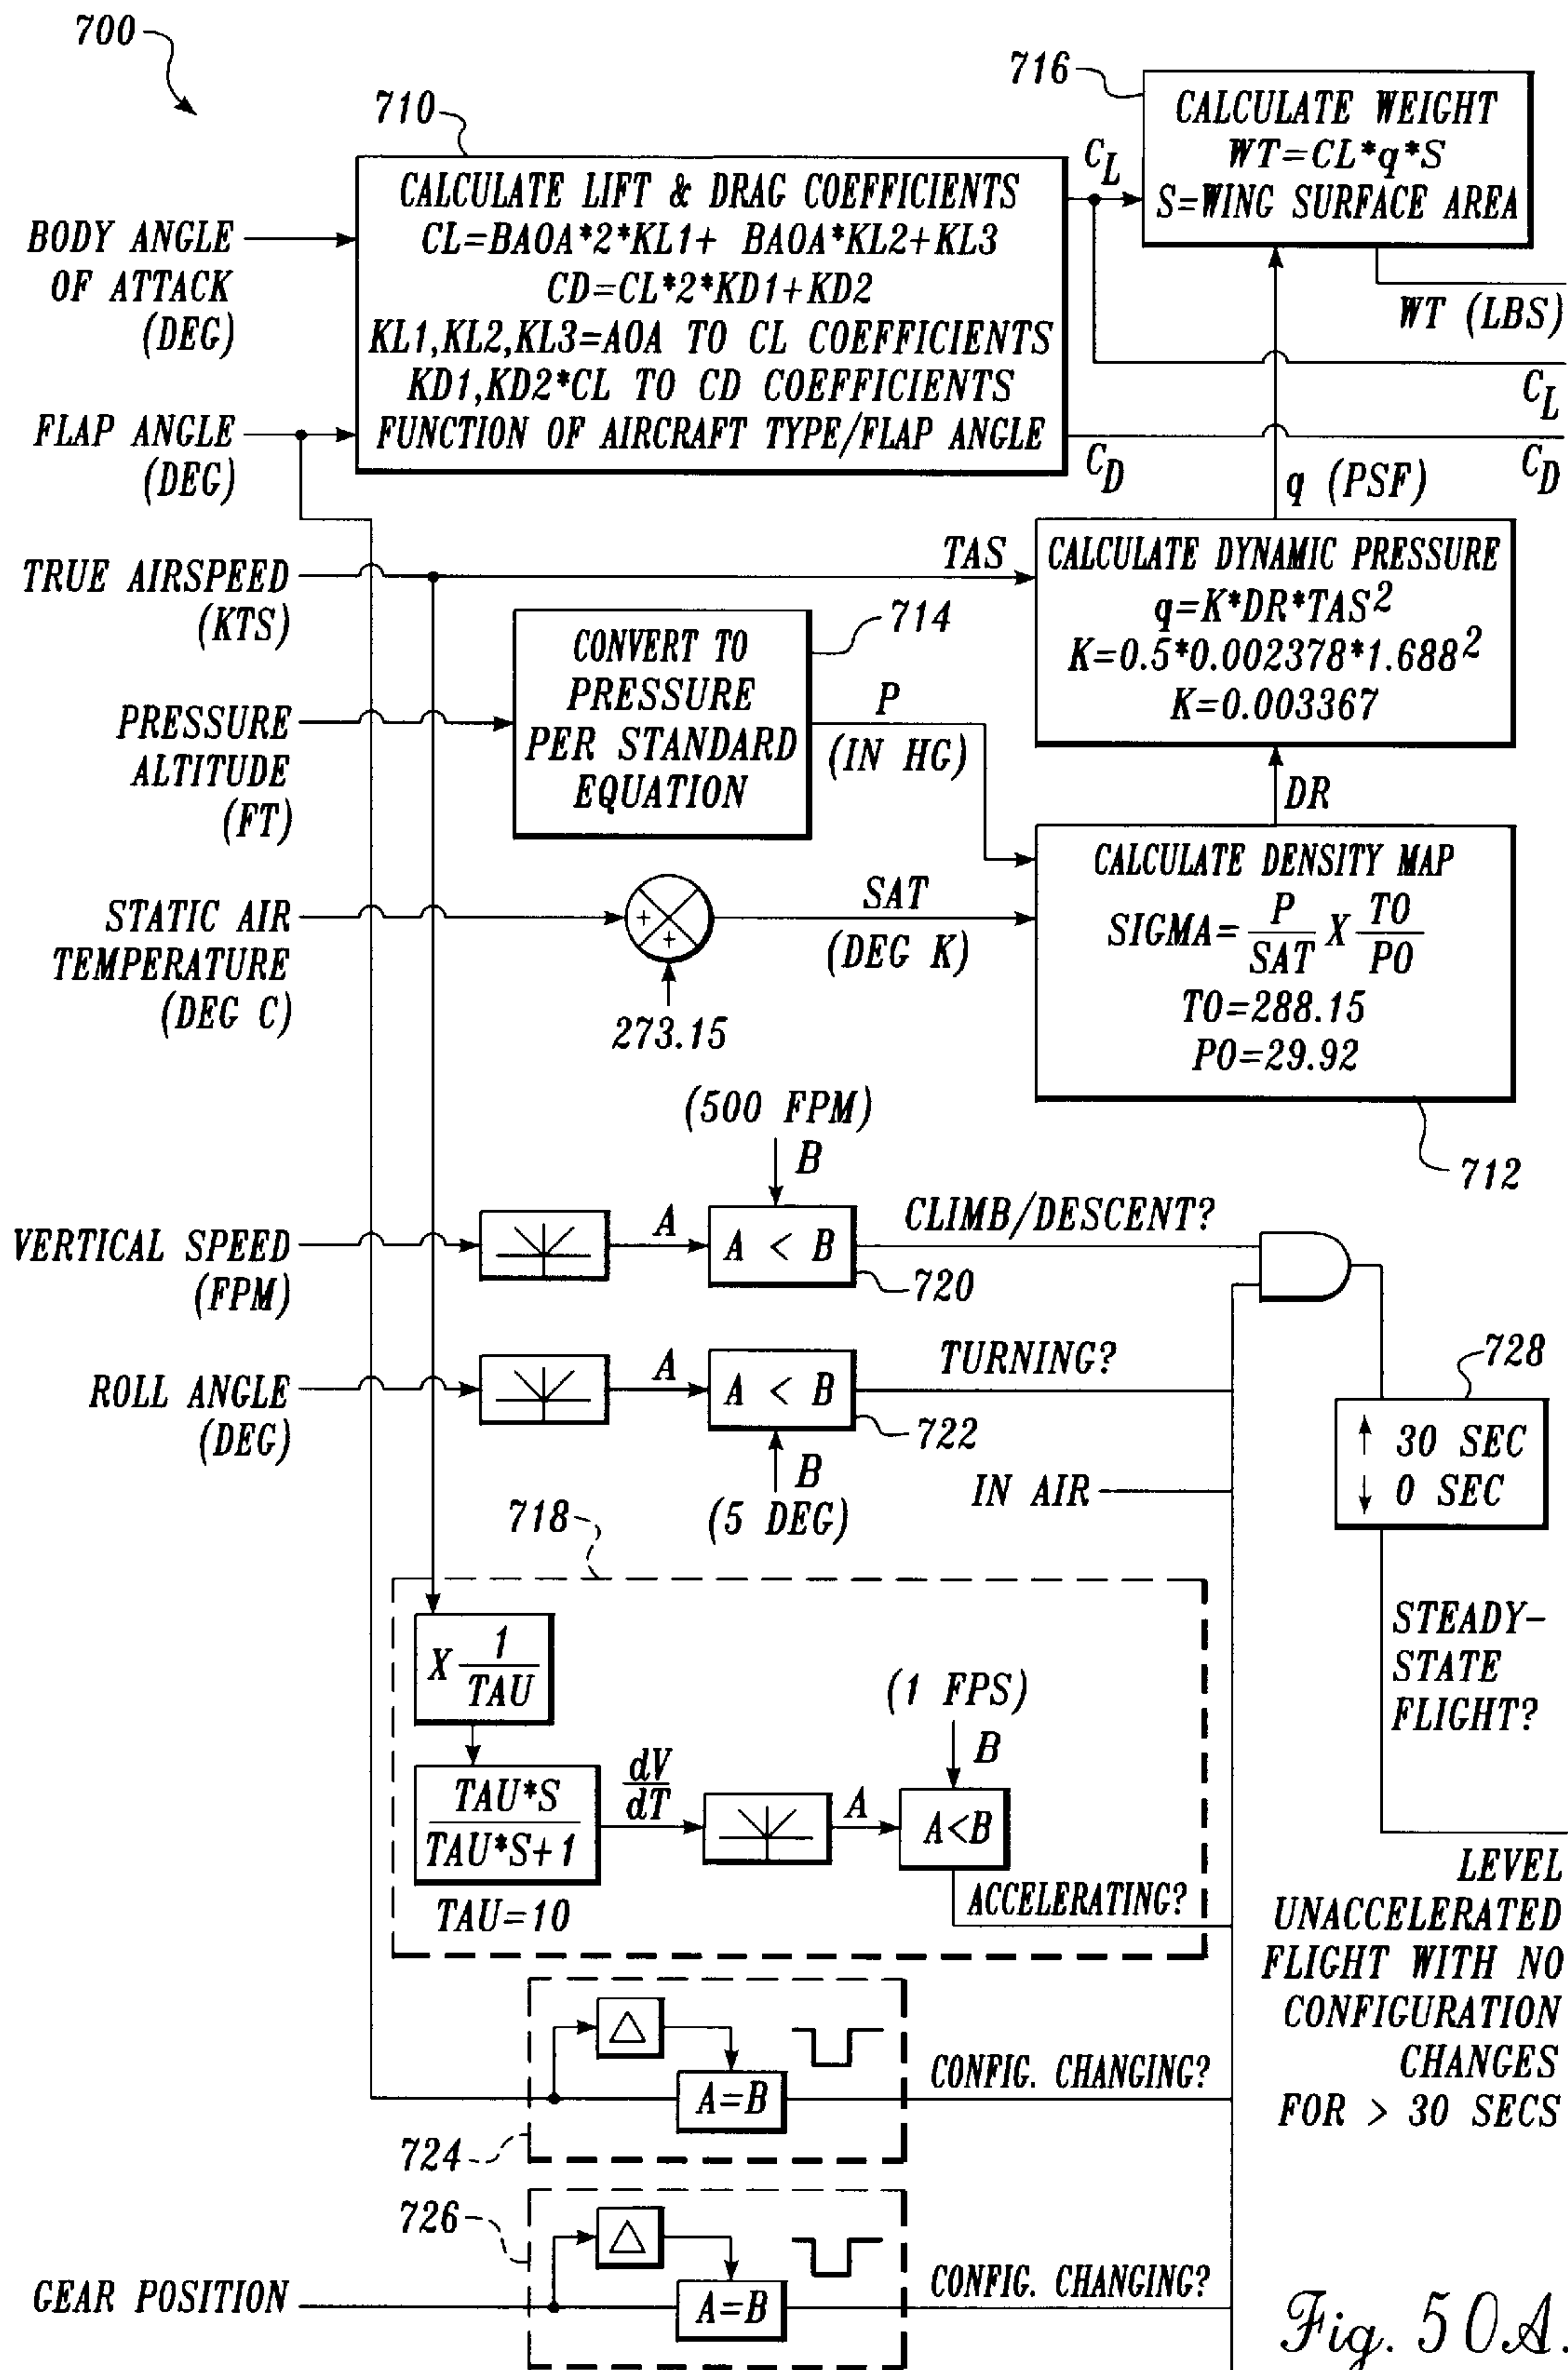 700
710
CALCULATE LIFT & DRAG COEFFICIENTS
CL=BAOA*2*KL1+ BAOA*KL2+KL3
CD=CL*2*KD1+KD2
KL1,KL2,KL3=AOA TO CL COEFFICIENTS
KD1,KD2*CL TO CD COEFFICIENTS
FUNCTION OF AIRCRAFT TYPE/FLAP ANGLE
716
CALCULATE WEIGHT
WT=CL*q*S
S=WING SURFACE AREA
C_L
WT (LBS)
C_L
C_D
C_D
q (PSF)
BODY ANGLE
OF ATTACK
(DEG)
FLAP ANGLE
(DEG)
TRUE AIRSPEED
(KTS)
TAS
CALCULATE DYNAMIC PRESSURE
q=K*DR*TAS²
K=0.5*0.002378*1.688²
K=0.003367
714
CONVERT TO
PRESSURE
PER STANDARD
EQUATION
P
(IN HG)
PRESSURE
ALTITUDE
(FT)
DR
CALCULATE DENSITY MAP
SIGMA= P/SAT X TO/PO
TO=288.15
PO=29.92
712
STATIC AIR
TEMPERATURE
(DEG C)
+
+
273.15
SAT
(DEG K)
(500 FPM)
B
VERTICAL SPEED
(FPM)
A
A < B
720
CLIMB/DESCENT?
ROLL ANGLE
(DEG)
A
A < B
722
B
(5 DEG)
TURNING?
IN AIR
728
↑ 30 SEC
↓ 0 SEC
STEADY-
STATE
FLIGHT?
718
X 1/TAU
TAU*S/TAU*S+1
TAU=10
dV/dT
A
(1 FPS)
B
A<B
ACCELERATING?
LEVEL
UNACCELERATED
FLIGHT WITH NO
CONFIGURATION
CHANGES
FOR > 30 SECS
724
△
A=B
CONFIG. CHANGING?
726
△
A=B
CONFIG. CHANGING?
GEAR POSITION
Fig. 50A.